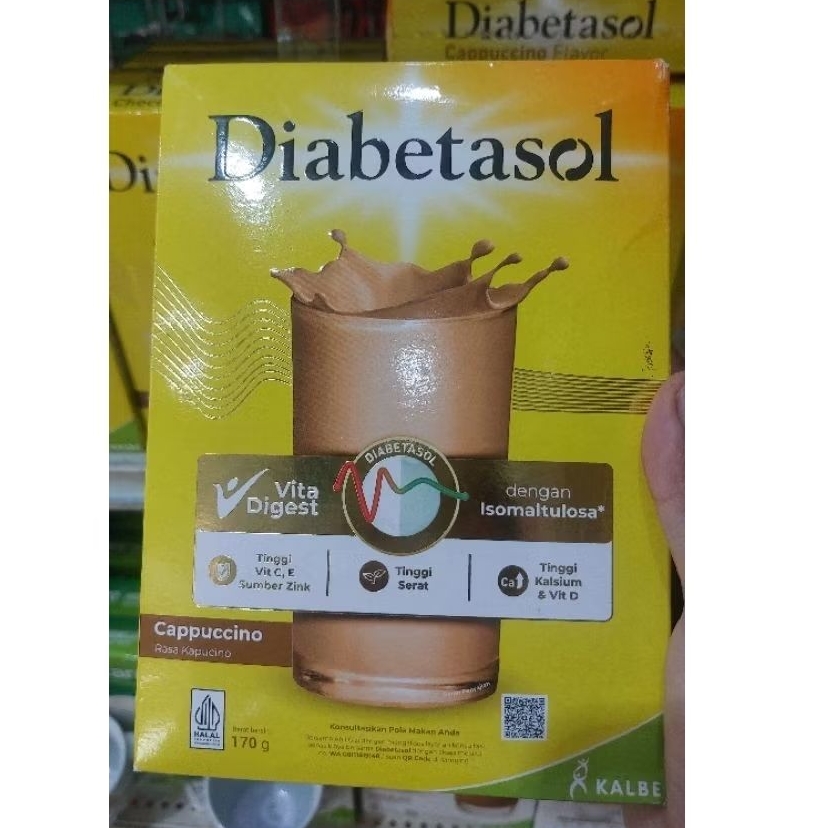 Diabetasol
Cappuccino Flavor
Di
Diabetasol
DIABETASOL
Vita
Digest
dengan
Isomaltulosa*
Tinggi
Vit C, E
Sumber Zink
Tinggi
Serat
Ca
Tinggi
Kalsium
& Vit D
Cappuccino
Rasa Kapucino
HALAL
170 g
Konsultasikan Pola Makan Anda
KALBE